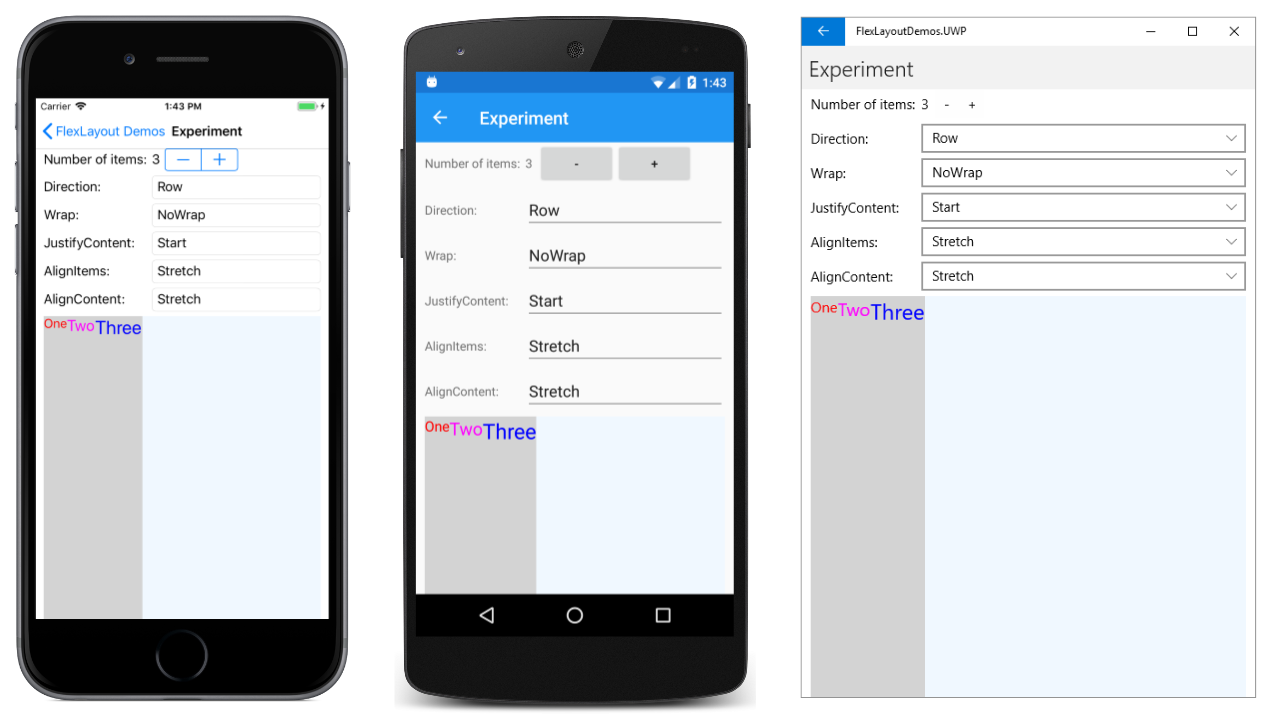 Carrier 1:43 PM
FlexLayout Demos Experiment
Number of items: 3 — +
Direction: Row
Wrap: NoWrap
JustifyContent: Start
AlignItems: Stretch
AlignContent: Stretch
OneTwoThree
1:43
Experiment
Number of items: 3 - +
Direction: Row
Wrap: NoWrap
JustifyContent: Start
AlignItems: Stretch
AlignContent: Stretch
OneTwoThree
FlexLayoutDemos.UWP
Experiment
Number of items: 3 - +
Direction: Row
Wrap: NoWrap
JustifyContent: Start
AlignItems: Stretch
AlignContent: Stretch
OneTwoThree